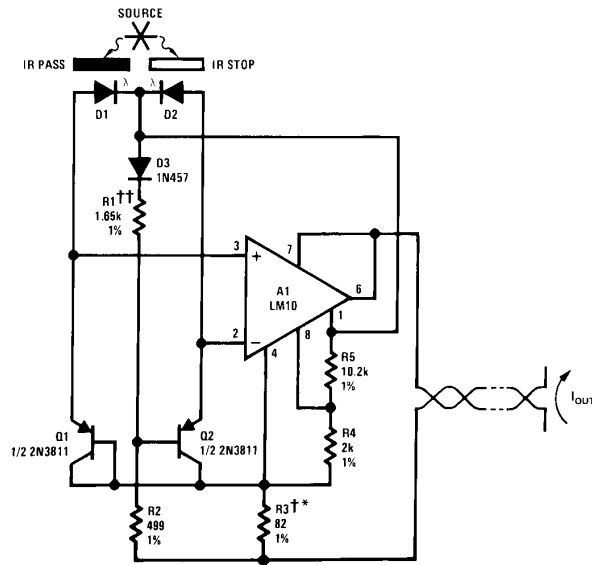 SOURCE
IR PASS
IR STOP
λ
λ
D1
D2
D3
1N457
R1††
1.65k
1%
3
+
7
A1
LM10
6
1
2
−
4
8
R5
10.2k
1%
IOUT
Q1
1/2 2N3811
Q2
1/2 2N3811
R4
2k
1%
R2
499
1%
R3†*
82
1%